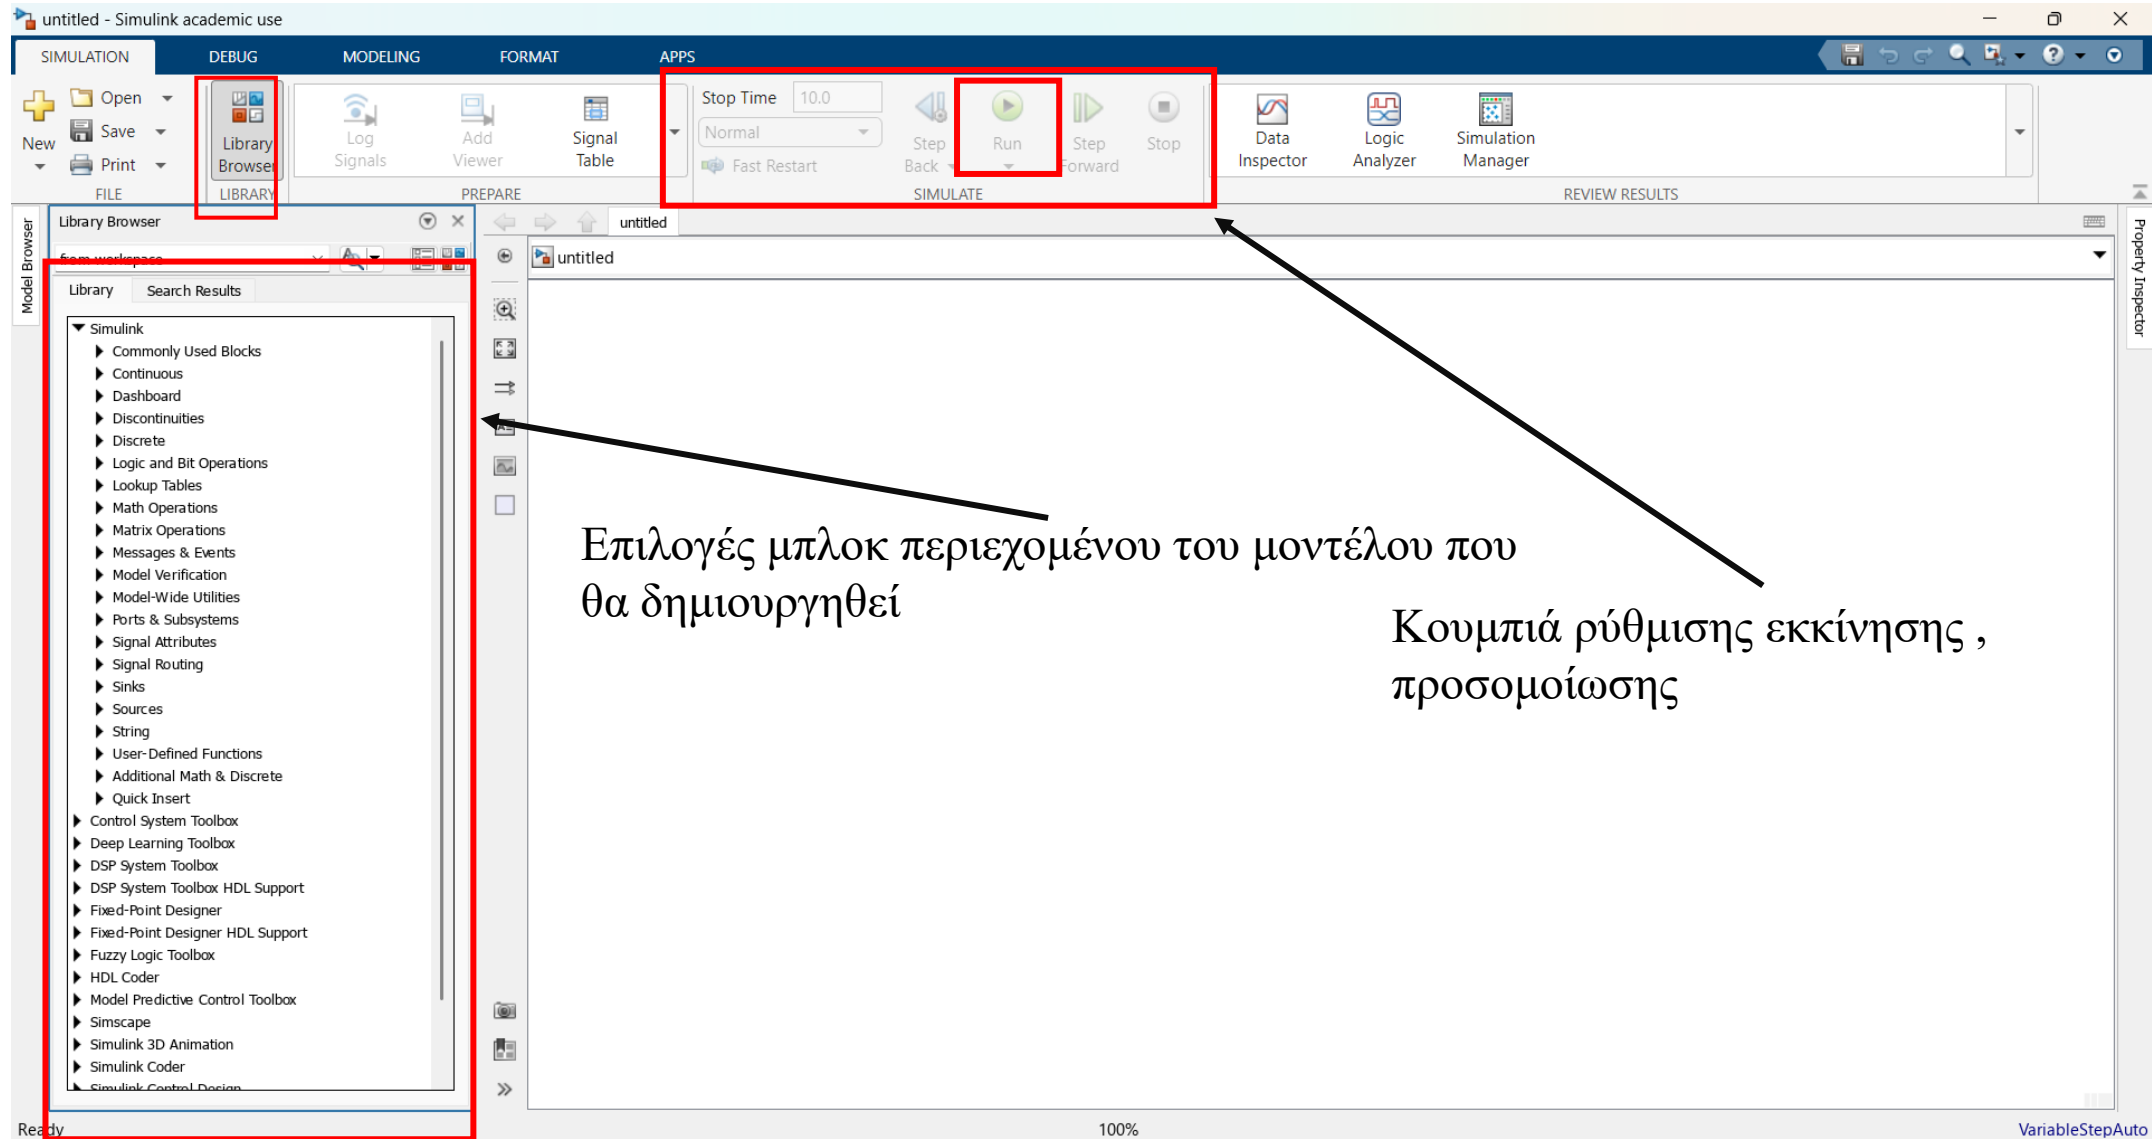 untitled - Simulink academic use
SIMULATION DEBUG MODELING FORMAT APPS
New
Open
Save
Print
FILE
Library
Browser
LIBRARY
Log
Signals
Add
Viewer
Signal
Table
PREPARE
Stop Time 10.0
Normal
Fast Restart
Step
Back
Run
Step
Forward
Stop
SIMULATE
Data
Inspector
Logic
Analyzer
Simulation
Manager
REVIEW RESULTS
Model Browser
Library Browser
from workspace
Library Search Results
Simulink
Commonly Used Blocks
Continuous
Dashboard
Discontinuities
Discrete
Logic and Bit Operations
Lookup Tables
Math Operations
Matrix Operations
Messages & Events
Model Verification
Model-Wide Utilities
Ports & Subsystems
Signal Attributes
Signal Routing
Sinks
Sources
String
User-Defined Functions
Additional Math & Discrete
Quick Insert
Control System Toolbox
Deep Learning Toolbox
DSP System Toolbox
DSP System Toolbox HDL Support
Fixed-Point Designer
Fixed-Point Designer HDL Support
Fuzzy Logic Toolbox
HDL Coder
Model Predictive Control Toolbox
Simscape
Simulink 3D Animation
Simulink Coder
Simulink Control Design
untitled
untitled
Property Inspector
Επιλογές μπλοκ περιεχομένου του μοντέλου που
θα δημιουργηθεί
Κουμπιά ρύθμισης εκκίνησης ,
προσομοίωσης
Ready
100%
VariableStepAuto